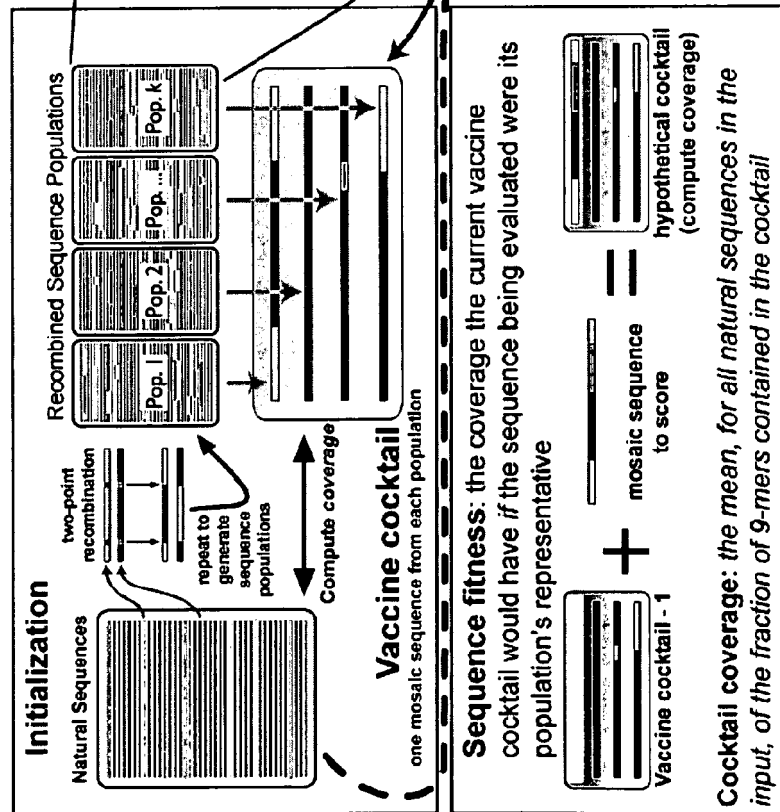 Initialization
Natural Sequences
two-point
recombination
repeat to
generate
sequence
populations
Recombined Sequence Populations
Pop. 1
Pop. 2
Pop. ...
Pop. k
Compute coverage
Vaccine cocktail
one mosaic sequence from each population
Sequence fitness: the coverage the current vaccine
cocktail would have if the sequence being evaluated were its
population's representative
Vaccine cocktail - 1
+
mosaic sequence
to score
=
hypothetical cocktail
(compute coverage)
Cocktail coverage: the mean, for all natural sequences in the
input, of the fraction of 9-mers contained in the cocktail